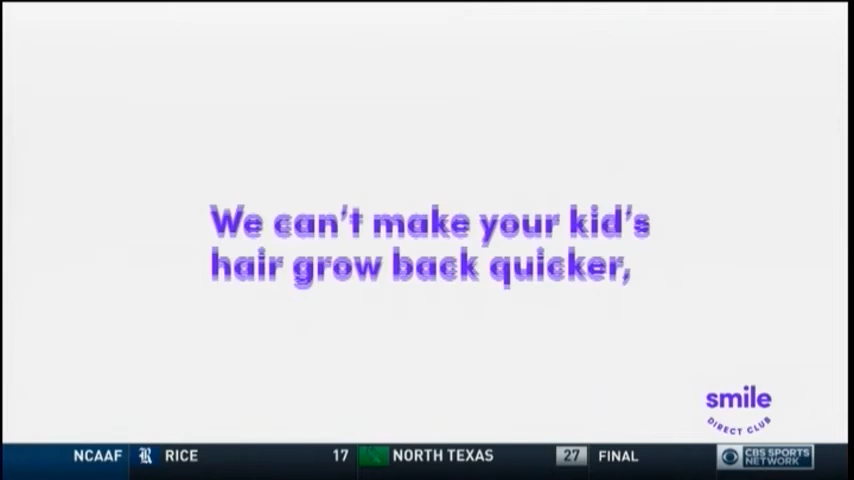 We can't make your kid's
hair grow back quicker,
smile
DIRECT CLUB
NCAAF R RICE 17 NORTH TEXAS 27 FINAL CBS SPORTS
NETWORK